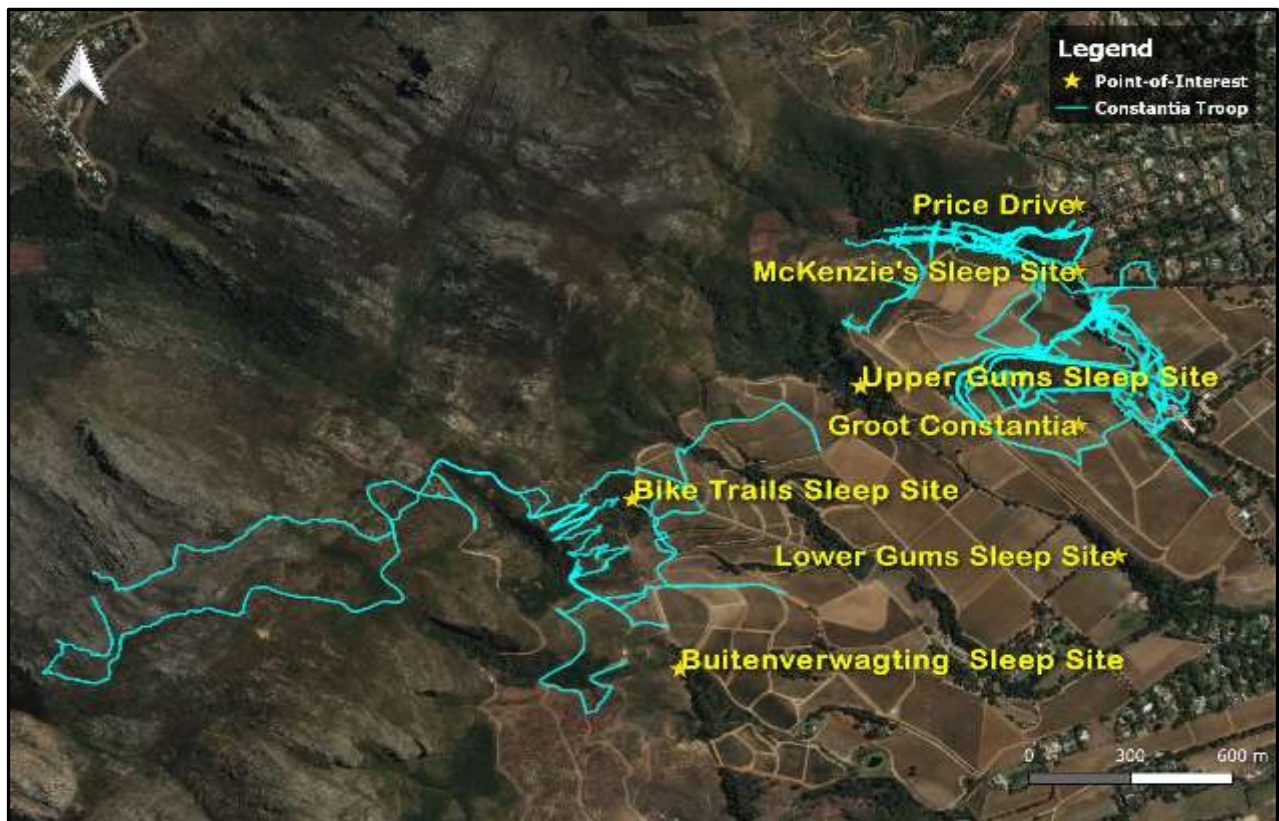 Legend
Point-of-Interest
Constantia Troop
Price Drive
McKenzie's Sleep Site
Upper Gums Sleep Site
Groot Constantia
Bike Trails Sleep Site
Lower Gums Sleep Site
Buitenverwagting Sleep Site
0 300 600 m